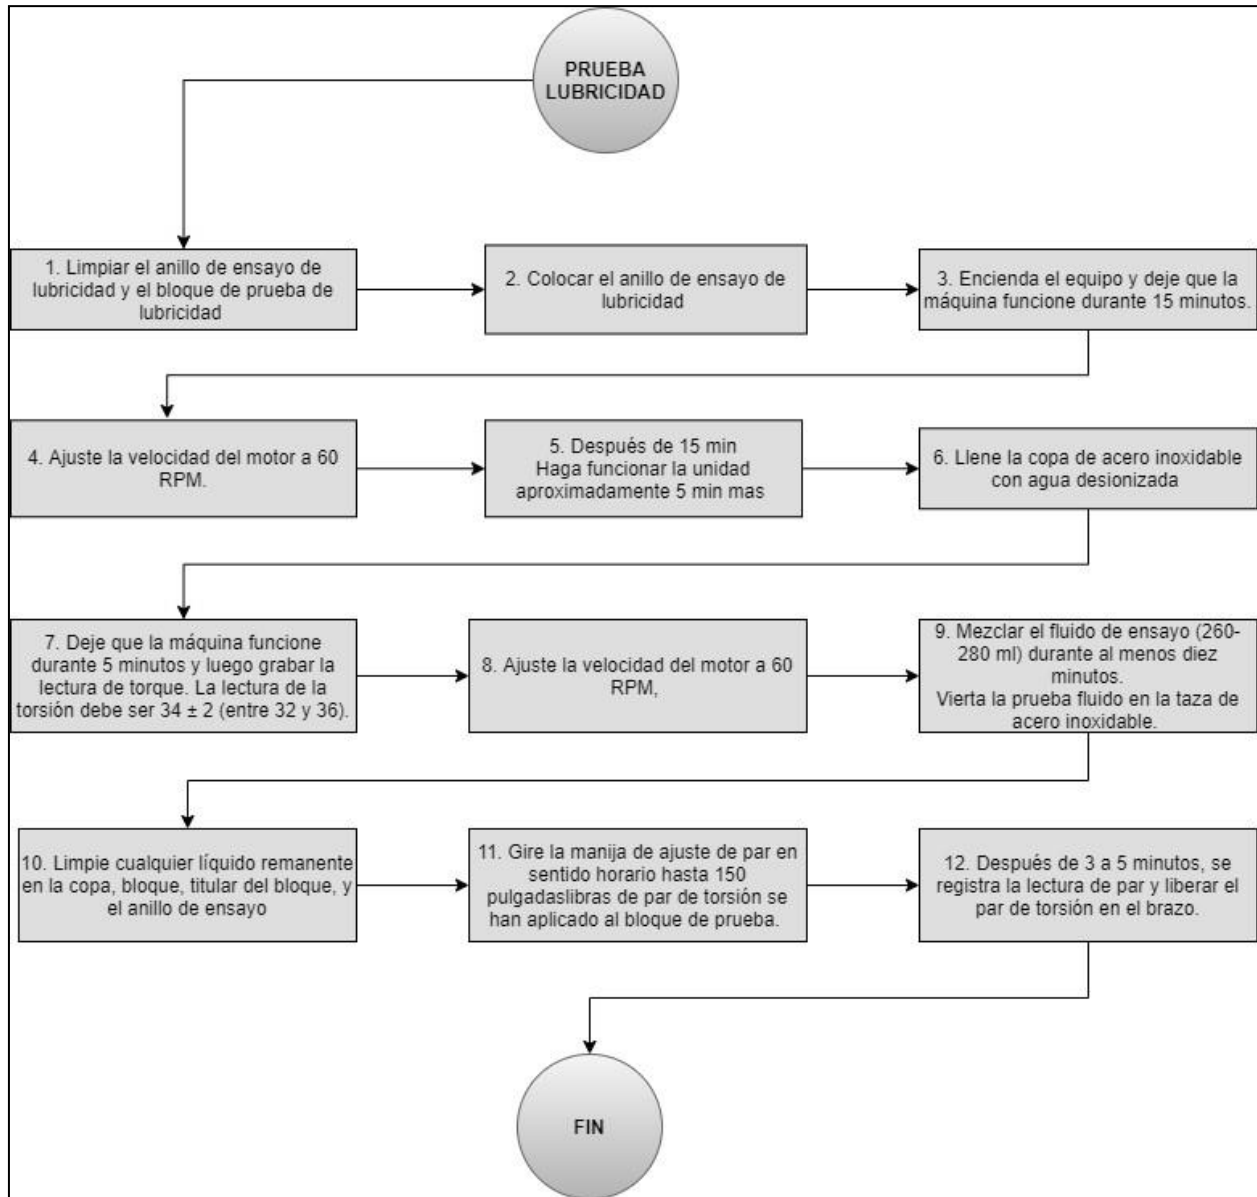 PRUEBA
LUBRICIDAD
1. Limpiar el anillo de ensayo de
lubricidad y el bloque de prueba de
lubricidad
2. Colocar el anillo de ensayo de
lubricidad
3. Encienda el equipo y deje que la
máquina funcione durante 15 minutos.
4. Ajuste la velocidad del motor a 60
RPM.
5. Después de 15 min
Haga funcionar la unidad
aproximadamente 5 min mas
6. Llene la copa de acero inoxidable
con agua desionizada
7. Deje que la máquina funcione
durante 5 minutos y luego grabar la
lectura de torque. La lectura de la
torsión debe ser 34 ± 2 (entre 32 y 36).
8. Ajuste la velocidad del motor a 60
RPM,
9. Mezclar el fluido de ensayo (260-
280 ml) durante al menos diez
minutos.
Vierta la prueba fluido en la taza de
acero inoxidable.
10. Limpie cualquier líquido remanente
en la copa, bloque, titular del bloque, y
el anillo de ensayo
11. Gire la manija de ajuste de par en
sentido horario hasta 150
pulgadaslibras de par de torsión se
han aplicado al bloque de prueba.
12. Después de 3 a 5 minutos, se
registra la lectura de par y liberar el
par de torsión en el brazo.
FIN